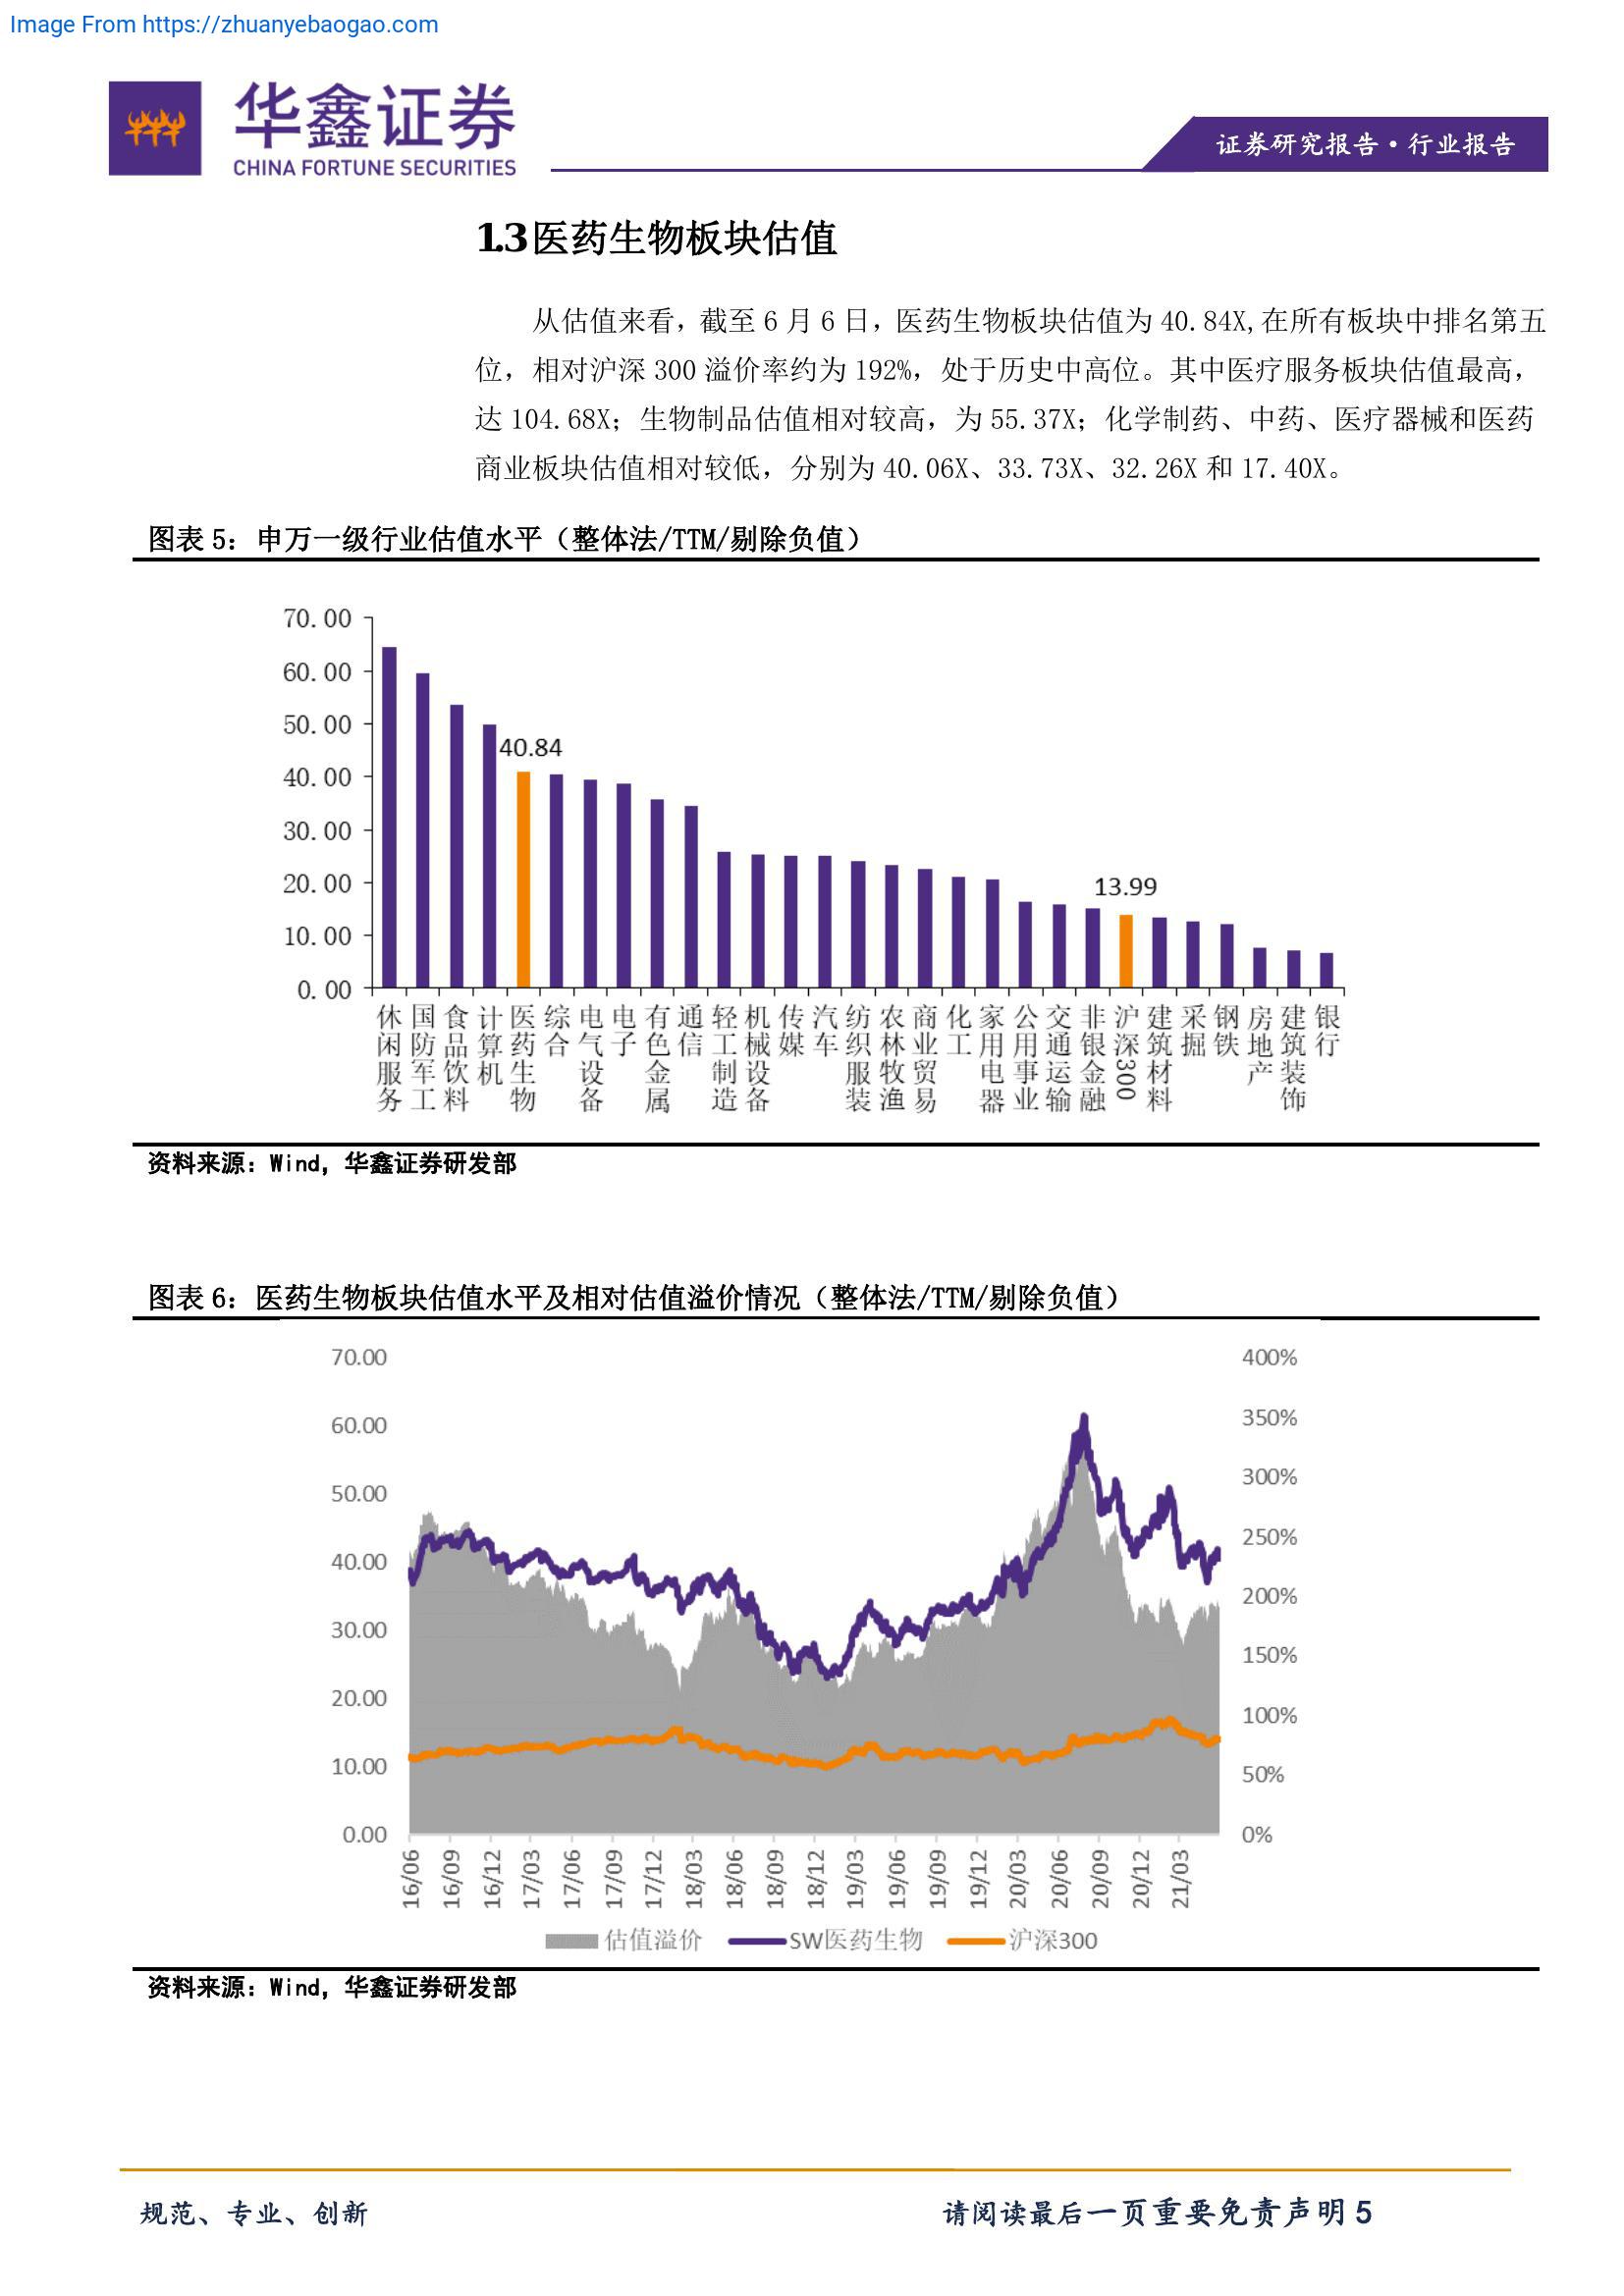 Image From https://zhuanyebaogao.com
华鑫证券
CHINA FORTUNE SECURITIES
证券研究报告·行业报告
1.3医药生物板块估值
从估值来看，截至 6 月 6 日，医药生物板块估值为 40.84X,在所有板块中排名第五
位，相对沪深 300 溢价率约为 192%，处于历史中高位。其中医疗服务板块估值最高，
达 104.68X；生物制品估值相对较高，为 55.37X；化学制药、中药、医疗器械和医药
商业板块估值相对较低，分别为 40.06X、33.73X、32.26X 和 17.40X。
图表 5：申万一级行业估值水平（整体法/TTM/剔除负值）
70.00
60.00
50.00
40.00
30.00
20.00
10.00
0.00
40.84
13.99
休闲服务
国防军工
食品饮料
计算机
医药生物
综合
电气设备
电子
有色金属
通信
轻工制造
机械设备
传媒
汽车
纺织服装
农林牧渔
商业贸易
化工
家用电器
公用事业
交通运输
非银金融
沪深300
建筑材料
采掘
钢铁
房地产
建筑装饰
银行
资料来源：Wind，华鑫证券研发部
图表 6：医药生物板块估值水平及相对估值溢价情况（整体法/TTM/剔除负值）
70.00
60.00
50.00
40.00
30.00
20.00
10.00
0.00
400%
350%
300%
250%
200%
150%
100%
50%
0%
16/06
16/09
16/12
17/03
17/06
17/09
17/12
18/03
18/06
18/09
18/12
19/03
19/06
19/09
19/12
20/03
20/06
20/09
20/12
21/03
估值溢价
SW医药生物
沪深300
资料来源：Wind，华鑫证券研发部
规范、专业、创新
请阅读最后一页重要免责声明 5